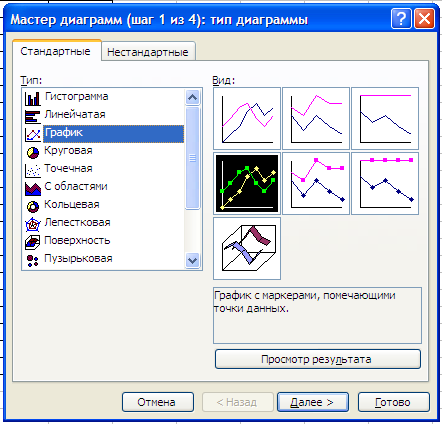 Мастер диаграмм (шаг 1 из 4): тип диаграммы
Стандартные
Нестандартные
Тип:
Гистограмма
Линейчатая
График
Круговая
Точечная
С областями
Кольцевая
Лепестковая
Поверхность
Пузырьковая
Вид:
График с маркерами, помечающими
точки данных.
Просмотр результата
Отмена
< Назад
Далее >
Готово